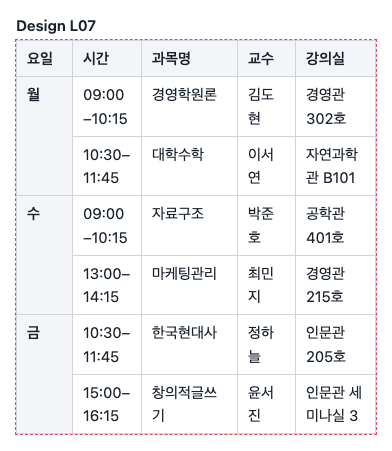 Design L07
요일 시간 과목명 교수 강의실
월 09:00 경영학원론 김도 경영관
–10:15 현 302호
10:30– 대학수학 이서 자연과학
11:45 연 관 B101
수 09:00 자료구조 박준 공학관
–10:15 호 401호
13:00– 마케팅관리 최민 경영관
14:15 지 215호
금 10:30– 한국현대사 정하 인문관
11:45 늘 205호
15:00– 창의적글쓰 윤서 인문관 세
16:15 기 진 미나실 3